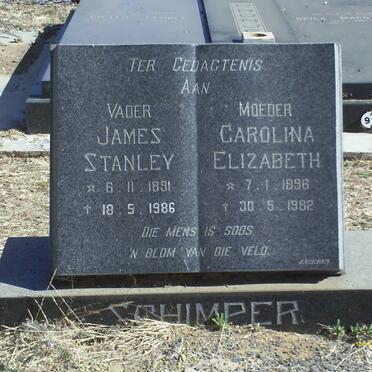 TER GEDAGTENIS
AAN
VADER
JAMES
STANLEY
☆ 6. 11. 1891
† 18. 5. 1986
MOEDER
CAROLINA
ELIZABETH
☆ 7. 1. 1896
† 30. 5. 1982
DIE MENS IS SOOS
'N BLOM VAN DIE VELD.
SCHIMPER